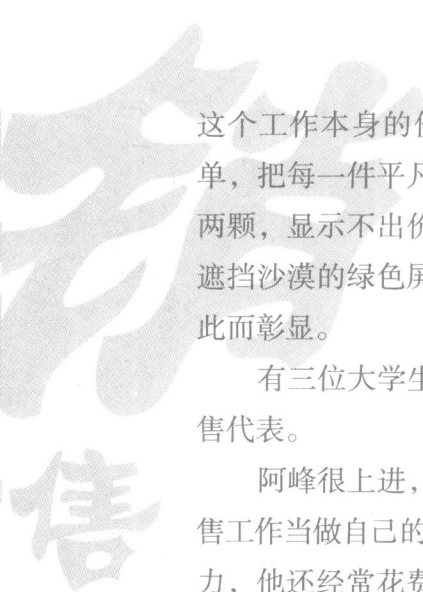 销
售
这个工作本身的
单，把每一件平凡
两颗，显示不出价
遮挡沙漠的绿色屏
此而彰显。
有三位大学生
售代表。
阿峰很上进，
售工作当做自己的
力，他还经常花费